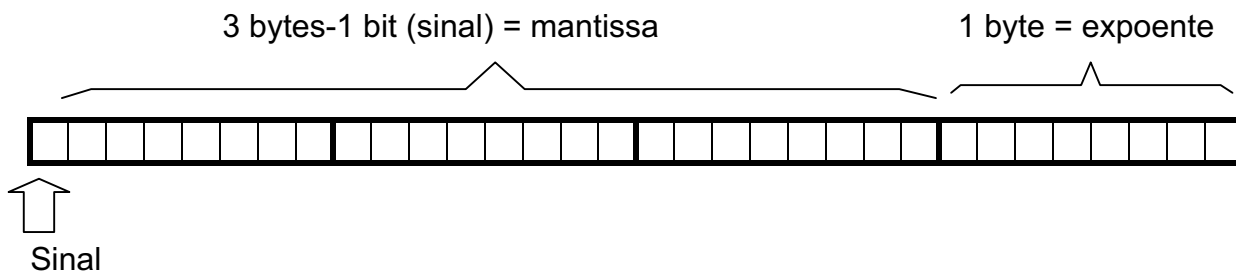 3 bytes-1 bit (sinal) = mantissa
1 byte = expoente
Sinal